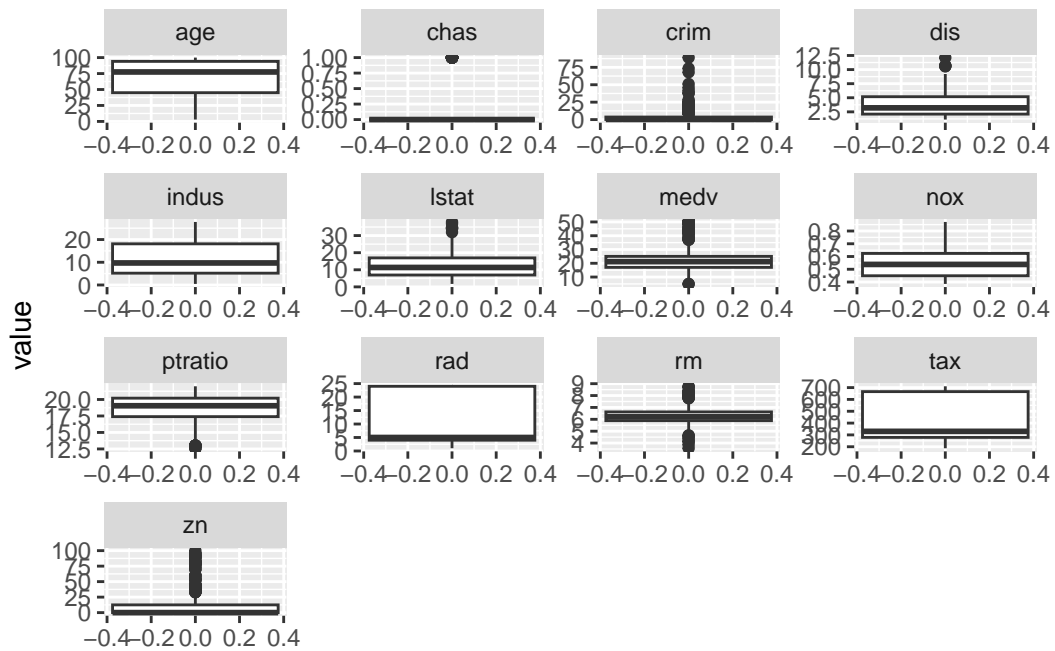 age chas crim dis
100 75 50 25 0
1.00 0.75 0.50 0.25 0.00
75 50 25 0
12.5 10.0 7.5 5.0 2.5
−0.4 −0.2 0.0 0.2 0.4 −0.4 −0.2 0.0 0.2 0.4 −0.4 −0.2 0.0 0.2 0.4 −0.4 −0.2 0.0 0.2 0.4
indus lstat medv nox
20 10 0
30 20 10 0
50 40 30 20 10
0.8 0.7 0.6 0.5 0.4
−0.4 −0.2 0.0 0.2 0.4 −0.4 −0.2 0.0 0.2 0.4 −0.4 −0.2 0.0 0.2 0.4 −0.4 −0.2 0.0 0.2 0.4
value
ptratio rad rm tax
20.0 17.5 15.0 12.5
25 20 15 10 5 0
9 8 7 6 5 4
700 600 500 400 300 200
−0.4 −0.2 0.0 0.2 0.4 −0.4 −0.2 0.0 0.2 0.4 −0.4 −0.2 0.0 0.2 0.4 −0.4 −0.2 0.0 0.2 0.4
zn
100 75 50 25 0
−0.4 −0.2 0.0 0.2 0.4